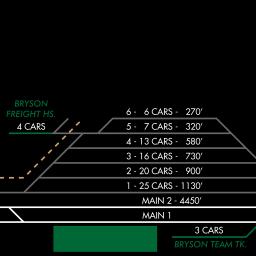 BRYSON
FREIGHT HS.
4 CARS
6 - 6 CARS - 270'
5 - 7 CARS - 320'
4 - 13 CARS - 580'
3 - 16 CARS - 730'
2 - 20 CARS - 900'
1 - 25 CARS - 1130'
MAIN 2 - 4450'
MAIN 1
3 CARS
BRYSON TEAM TK.